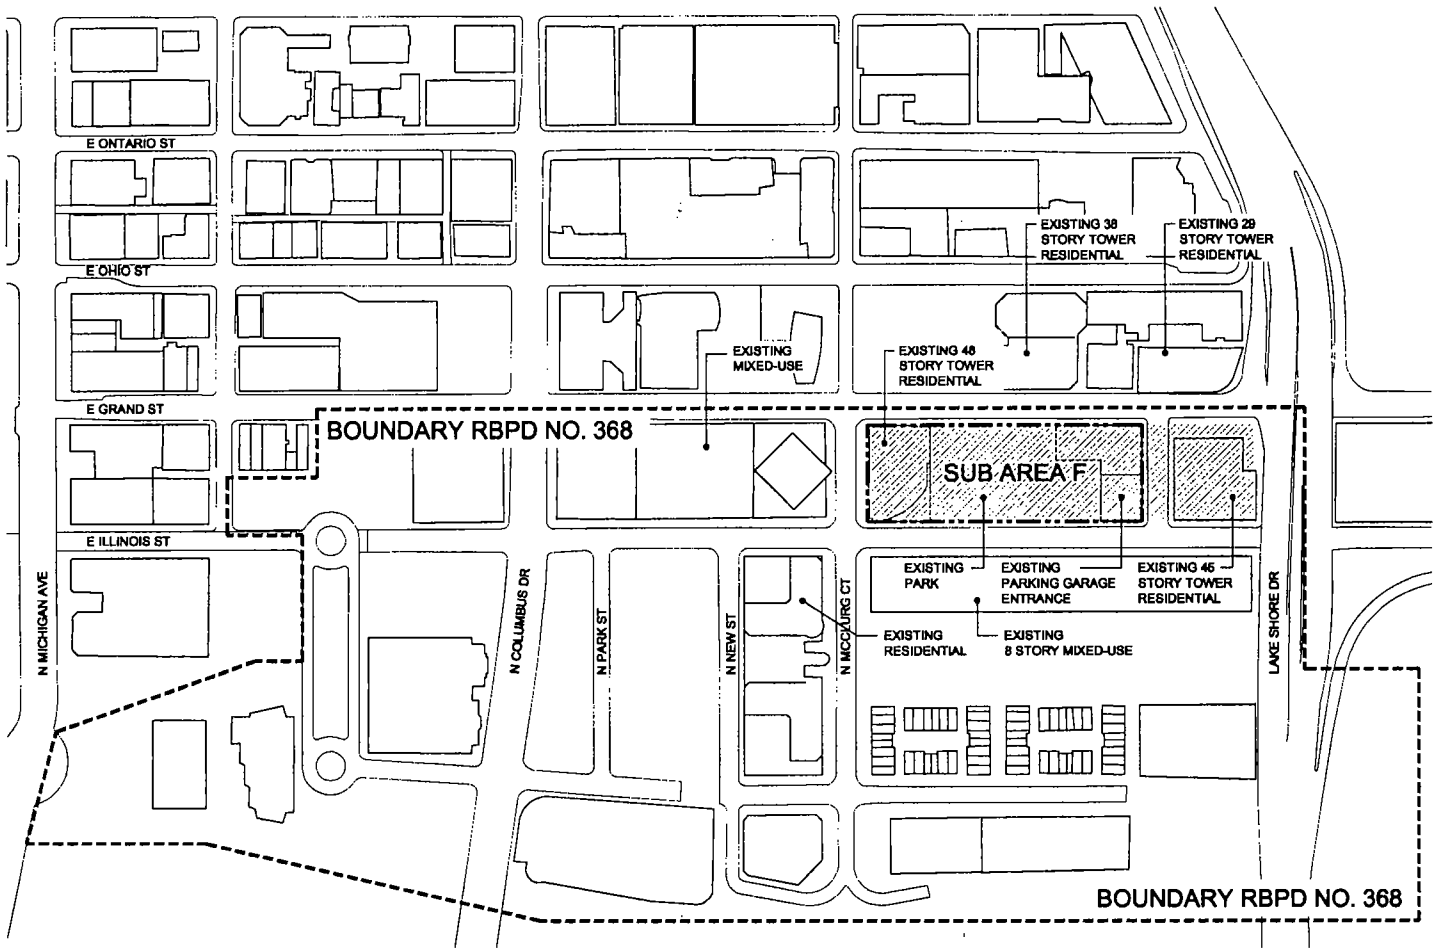 E ONTARIO ST
E OHIO ST
EXISTING 38
STORY TOWER
RESIDENTIAL
EXISTING 29
STORY TOWER
RESIDENTIAL
EXISTING
MIXED-USE
EXISTING 48
STORY TOWER
RESIDENTIAL
E GRAND ST
BOUNDARY RBPD NO. 368
SUB AREA F
E ILLINOIS ST
EXISTING
PARK
EXISTING
PARKING GARAGE
ENTRANCE
EXISTING 45
STORY TOWER
RESIDENTIAL
N MICHIGAN AVE
N COLUMBUS DR
N PARK ST
N NEW ST
N MCCLURG CT
LAKE SHORE DR
EXISTING
RESIDENTIAL
EXISTING
8 STORY MIXED-USE
BOUNDARY RBPD NO. 368